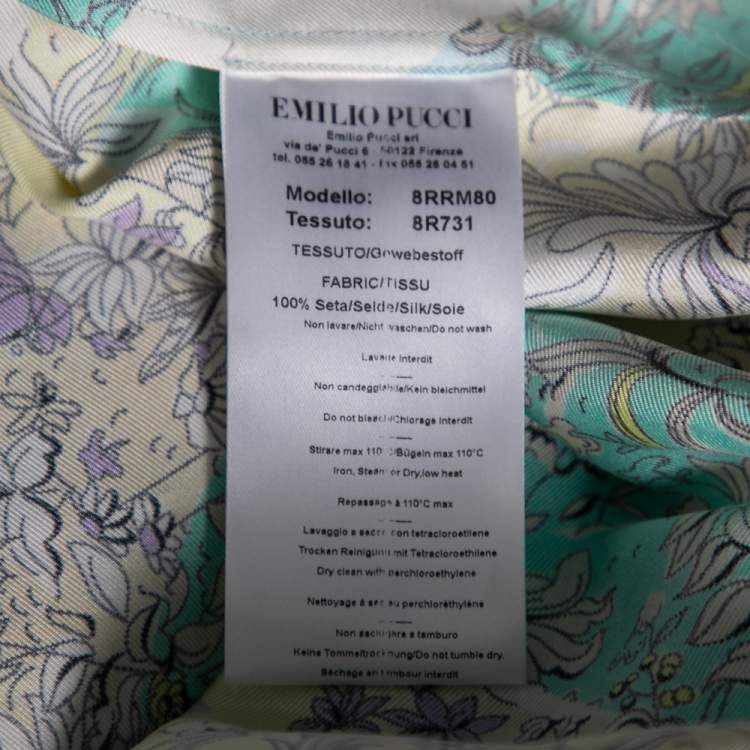 EMILIO PUCCI
Emilio Pucci srl
via de' Pucci 6 - 50122 Firenze
tel. 055 26 18 41 - fax 055 28 04 51
Modello: 8RRM80
Tessuto: 8R731
TESSUTO/Gewebestoff
FABRIC/TISSU
100% Seta/Seide/Silk/Soie
Non lavare/Nicht waschen/Do not wash
Lavage interdit
Non candeggiabile/Kein bleichmittel
Do not bleach/Chlorage interdit
Stirare max 110°C/Bügeln max 110°C
Iron, Steam or Dry, low heat
Repassage à 110°C max
Lavaggio a secco con tetracloroetilene
Trocken Reinigung mit Tetracloroethilene
Dry clean with perchloroethylene
Nettoyage à sec au perchloréthylène
Non asciugare a tamburo
Keine Tommeltrocknung/Do not tumble dry.
Séchage en tambour interdit